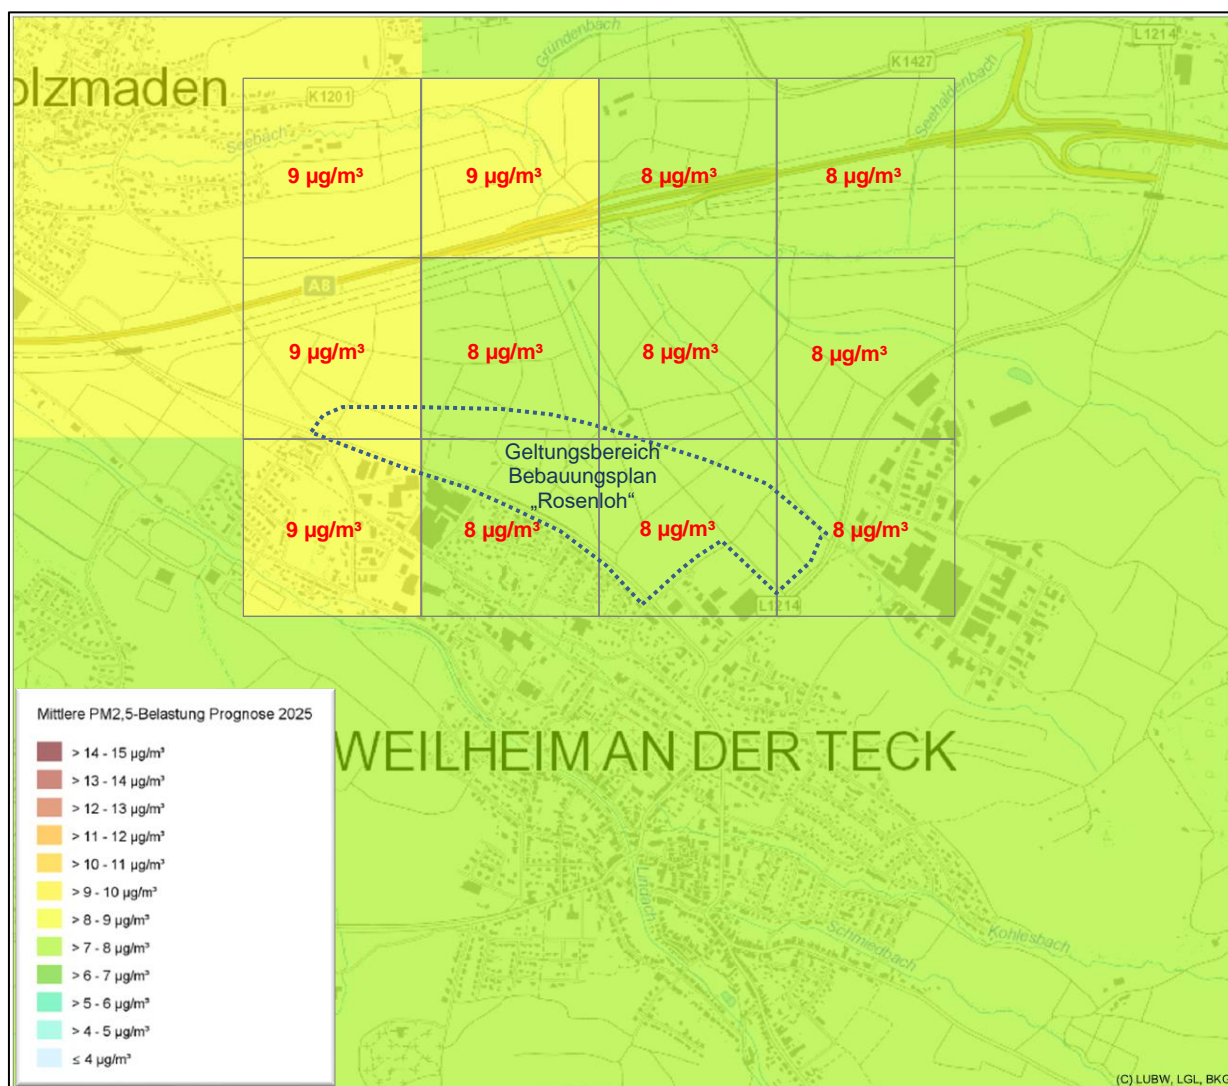 L1214
K1427
Gründenbach
Seehaldenbach
olzmaden
K1201
Seebach
9 µg/m³
9 µg/m³
8 µg/m³
8 µg/m³
A8
9 µg/m³
8 µg/m³
8 µg/m³
8 µg/m³
Geltungsbereich
Bebauungsplan
„Rosenloh“
9 µg/m³
8 µg/m³
8 µg/m³
8 µg/m³
L1214
WEILHEIM AN DER TECK
Mittlere PM2,5-Belastung Prognose 2025
> 14 - 15 µg/m³
> 13 - 14 µg/m³
> 12 - 13 µg/m³
> 11 - 12 µg/m³
> 10 - 11 µg/m³
> 9 - 10 µg/m³
> 8 - 9 µg/m³
> 7 - 8 µg/m³
> 6 - 7 µg/m³
> 5 - 6 µg/m³
> 4 - 5 µg/m³
≤ 4 µg/m³
Lindach
Schmiedbach
Kohlesbach
(C) LUBW, LGL, BKG